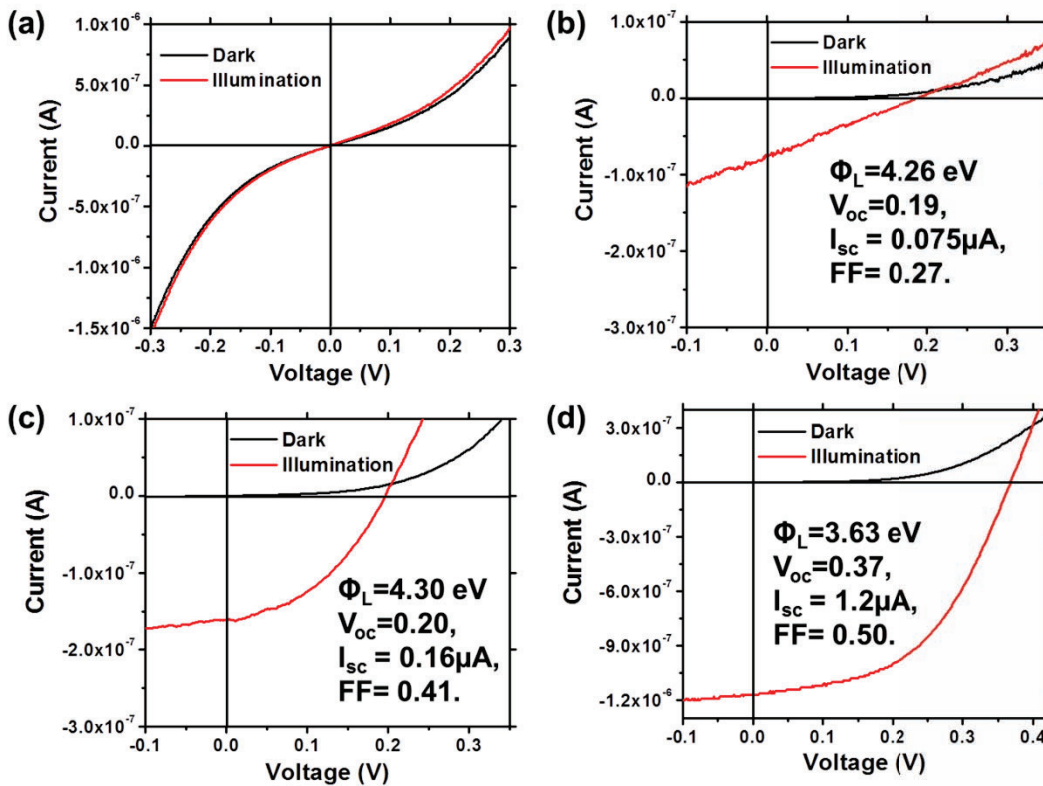 (a)
Dark
Illumination
1.0x10⁻⁶
5.0x10⁻⁷
0.0
-5.0x10⁻⁷
-1.0x10⁻⁶
-1.5x10⁻⁶
-0.3 -0.2 -0.1 0.0 0.1 0.2 0.3
Current (A)
Voltage (V)
(b)
Dark
Illumination
1.0x10⁻⁷
0.0
-1.0x10⁻⁷
-2.0x10⁻⁷
-3.0x10⁻⁷
-0.1 0.0 0.1 0.2 0.3
Current (A)
Voltage (V)
Φ_L=4.26 eV
V_oc=0.19,
I_sc = 0.075μA,
FF= 0.27.
(c)
Dark
Illumination
1.0x10⁻⁷
0.0
-1.0x10⁻⁷
-2.0x10⁻⁷
-3.0x10⁻⁷
-0.1 0.0 0.1 0.2 0.3
Current (A)
Voltage (V)
Φ_L=4.30 eV
V_oc=0.20,
I_sc = 0.16μA,
FF= 0.41.
(d)
Dark
Illumination
3.0x10⁻⁷
0.0
-3.0x10⁻⁷
-6.0x10⁻⁷
-9.0x10⁻⁷
-1.2x10⁻⁶
-0.1 0.0 0.1 0.2 0.3 0.4
Current (A)
Voltage (V)
Φ_L=3.63 eV
V_oc=0.37,
I_sc = 1.2μA,
FF= 0.50.